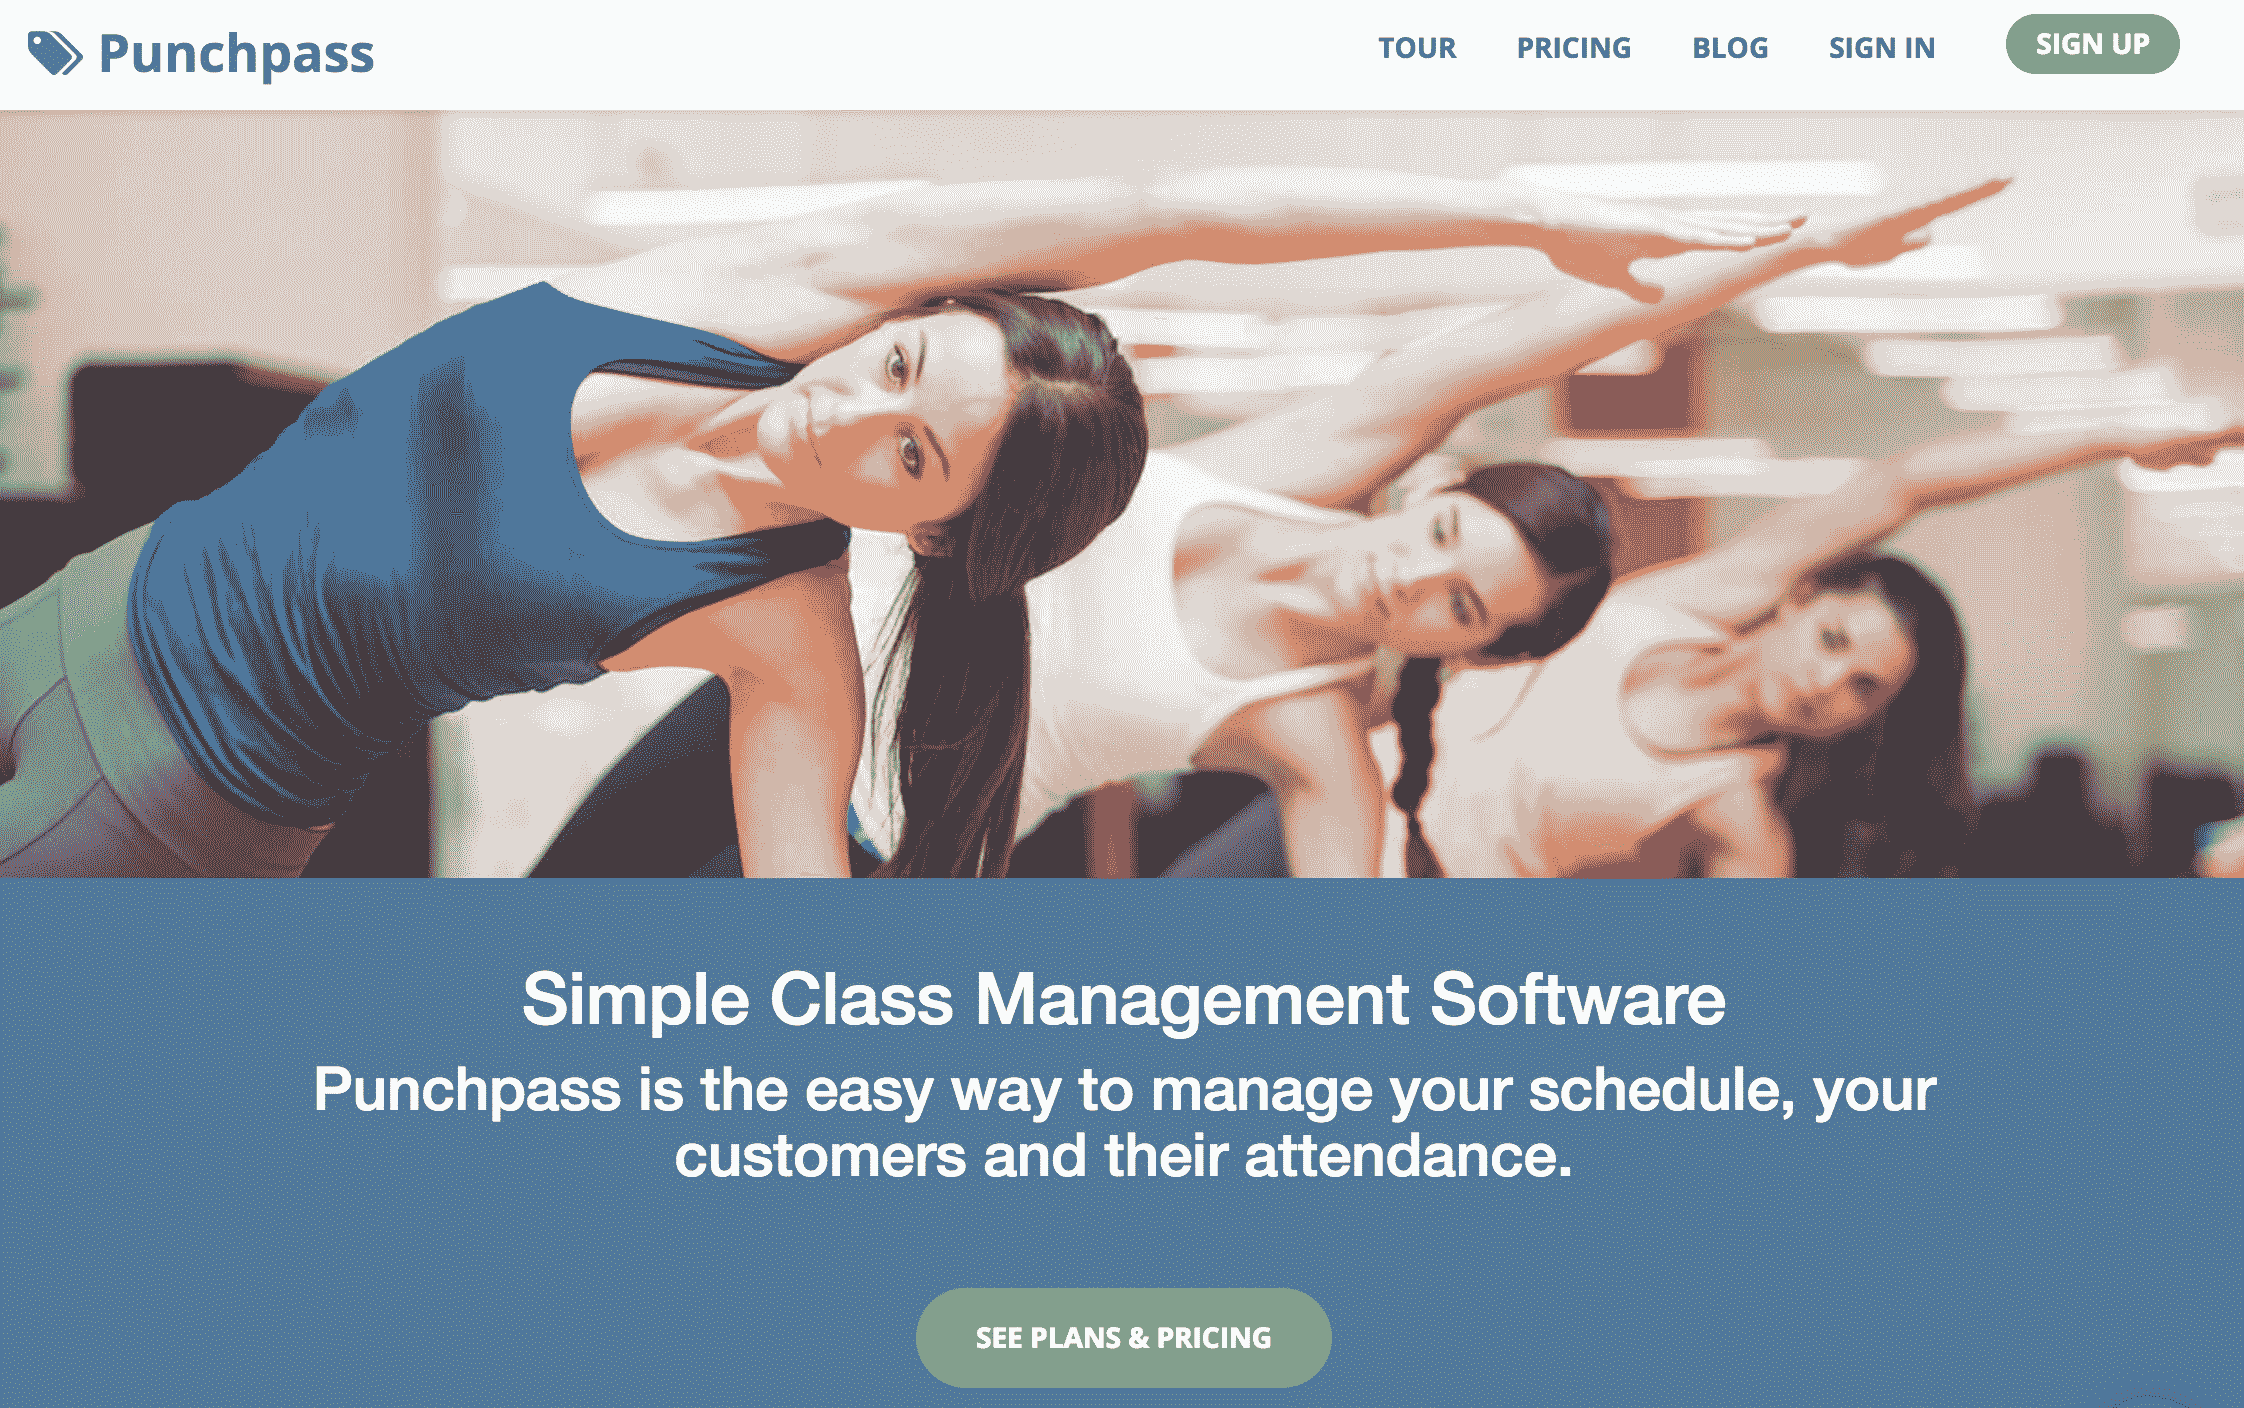 Punchpass
TOUR PRICING BLOG SIGN IN SIGN UP
Simple Class Management Software
Punchpass is the easy way to manage your schedule, your
customers and their attendance.
SEE PLANS & PRICING